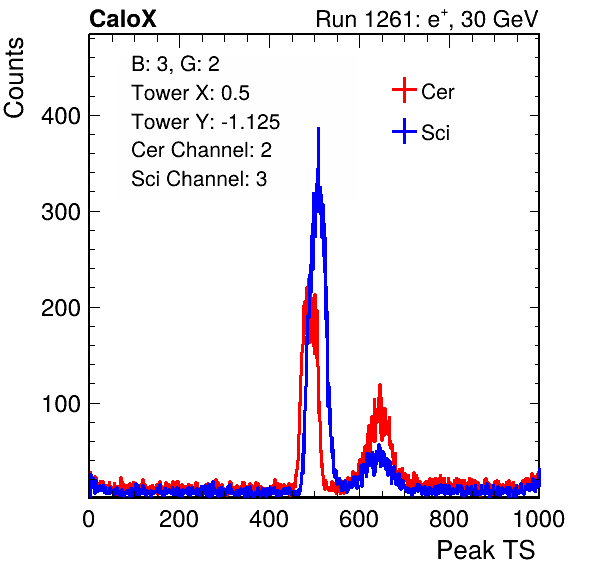 CaloX Run 1261: e⁺, 30 GeV
Counts
B: 3, G: 2
Tower X: 0.5
Tower Y: -1.125
Cer Channel: 2
Sci Channel: 3
Cer
Sci
400
300
200
100
0 200 400 600 800 1000
Peak TS